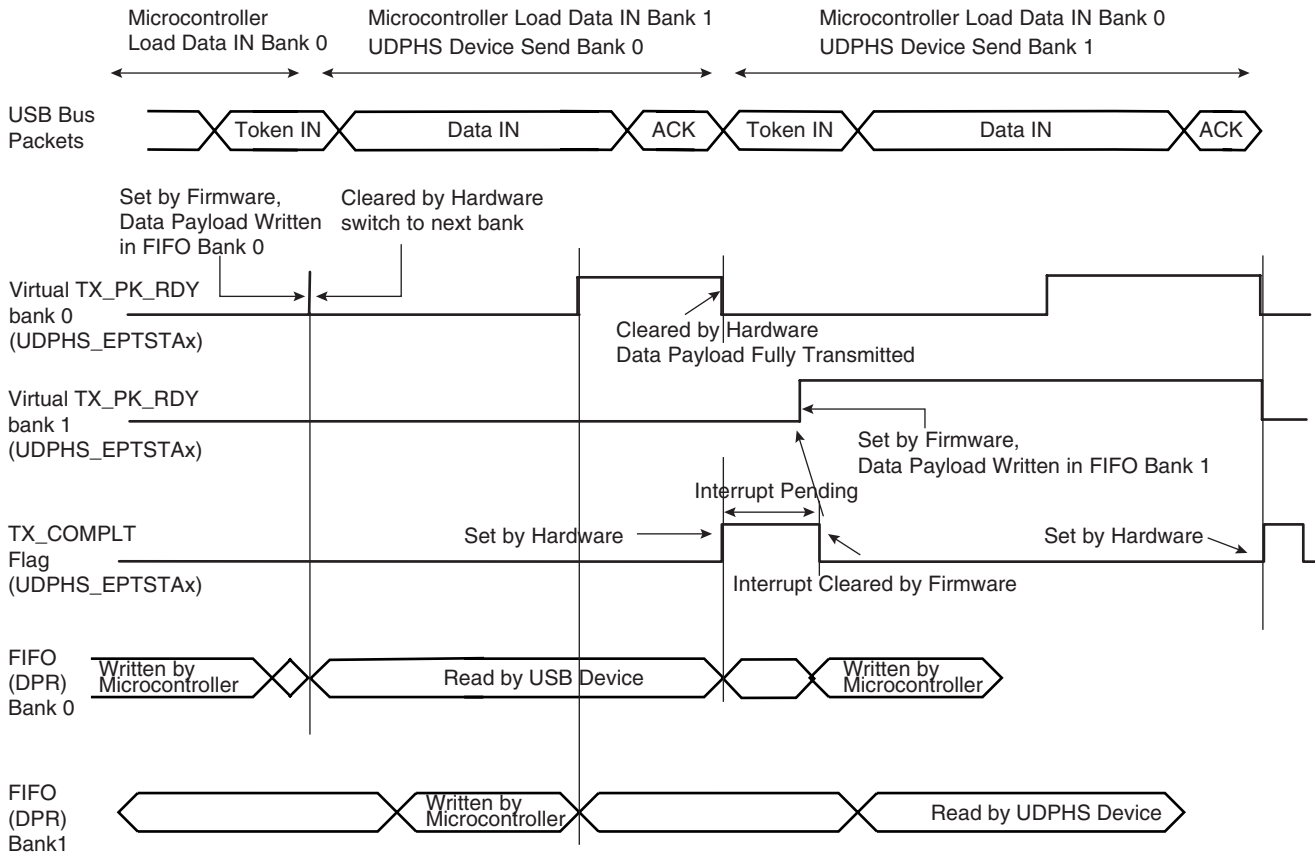 Microcontroller
Load Data IN Bank 0
Microcontroller Load Data IN Bank 1
UDPHS Device Send Bank 0
Microcontroller Load Data IN Bank 0
UDPHS Device Send Bank 1
USB Bus
Packets
Token IN
Data IN
ACK
Token IN
Data IN
ACK
Set by Firmware,
Data Payload Written
in FIFO Bank 0
Cleared by Hardware
switch to next bank
Virtual TX_PK_RDY
bank 0
(UDPHS_EPTSTAx)
Cleared by Hardware
Data Payload Fully Transmitted
Virtual TX_PK_RDY
bank 1
(UDPHS_EPTSTAx)
Set by Firmware,
Data Payload Written in FIFO Bank 1
Interrupt Pending
TX_COMPLT
Flag
(UDPHS_EPTSTAx)
Set by Hardware
Set by Hardware
Interrupt Cleared by Firmware
FIFO
(DPR)
Bank 0
Written by
Microcontroller
Read by USB Device
Written by
Microcontroller
FIFO
(DPR)
Bank1
Written by
Microcontroller
Read by UDPHS Device